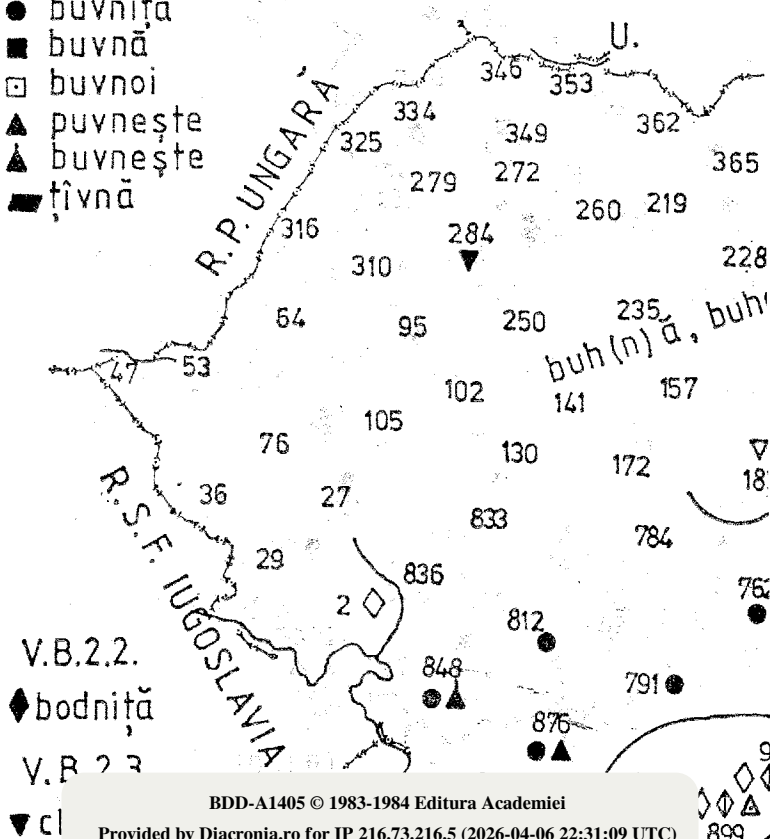 buvniță
buvnă
buvnoi
puvnește
buvnește
țîvnă
R.P. UNGARĂ
U.
346
353
334
362
325
349
365
279
272
260
219
316
284
228
310
64
95
250
235
buh(n)ă, buh
47
53
102
141
157
105
76
130
172
36
27
833
784
29
836
2
812
762
R.S.F. IUGOSLAVIA
V.B.2.2.
848
791
bodniță
876
V.B.2.3
899
BDD-A1405 © 1983-1984 Editura Academiei
Provided by Diacronia.ro for IP 216.73.216.5 (2026-04-06 22:31:09 UTC)